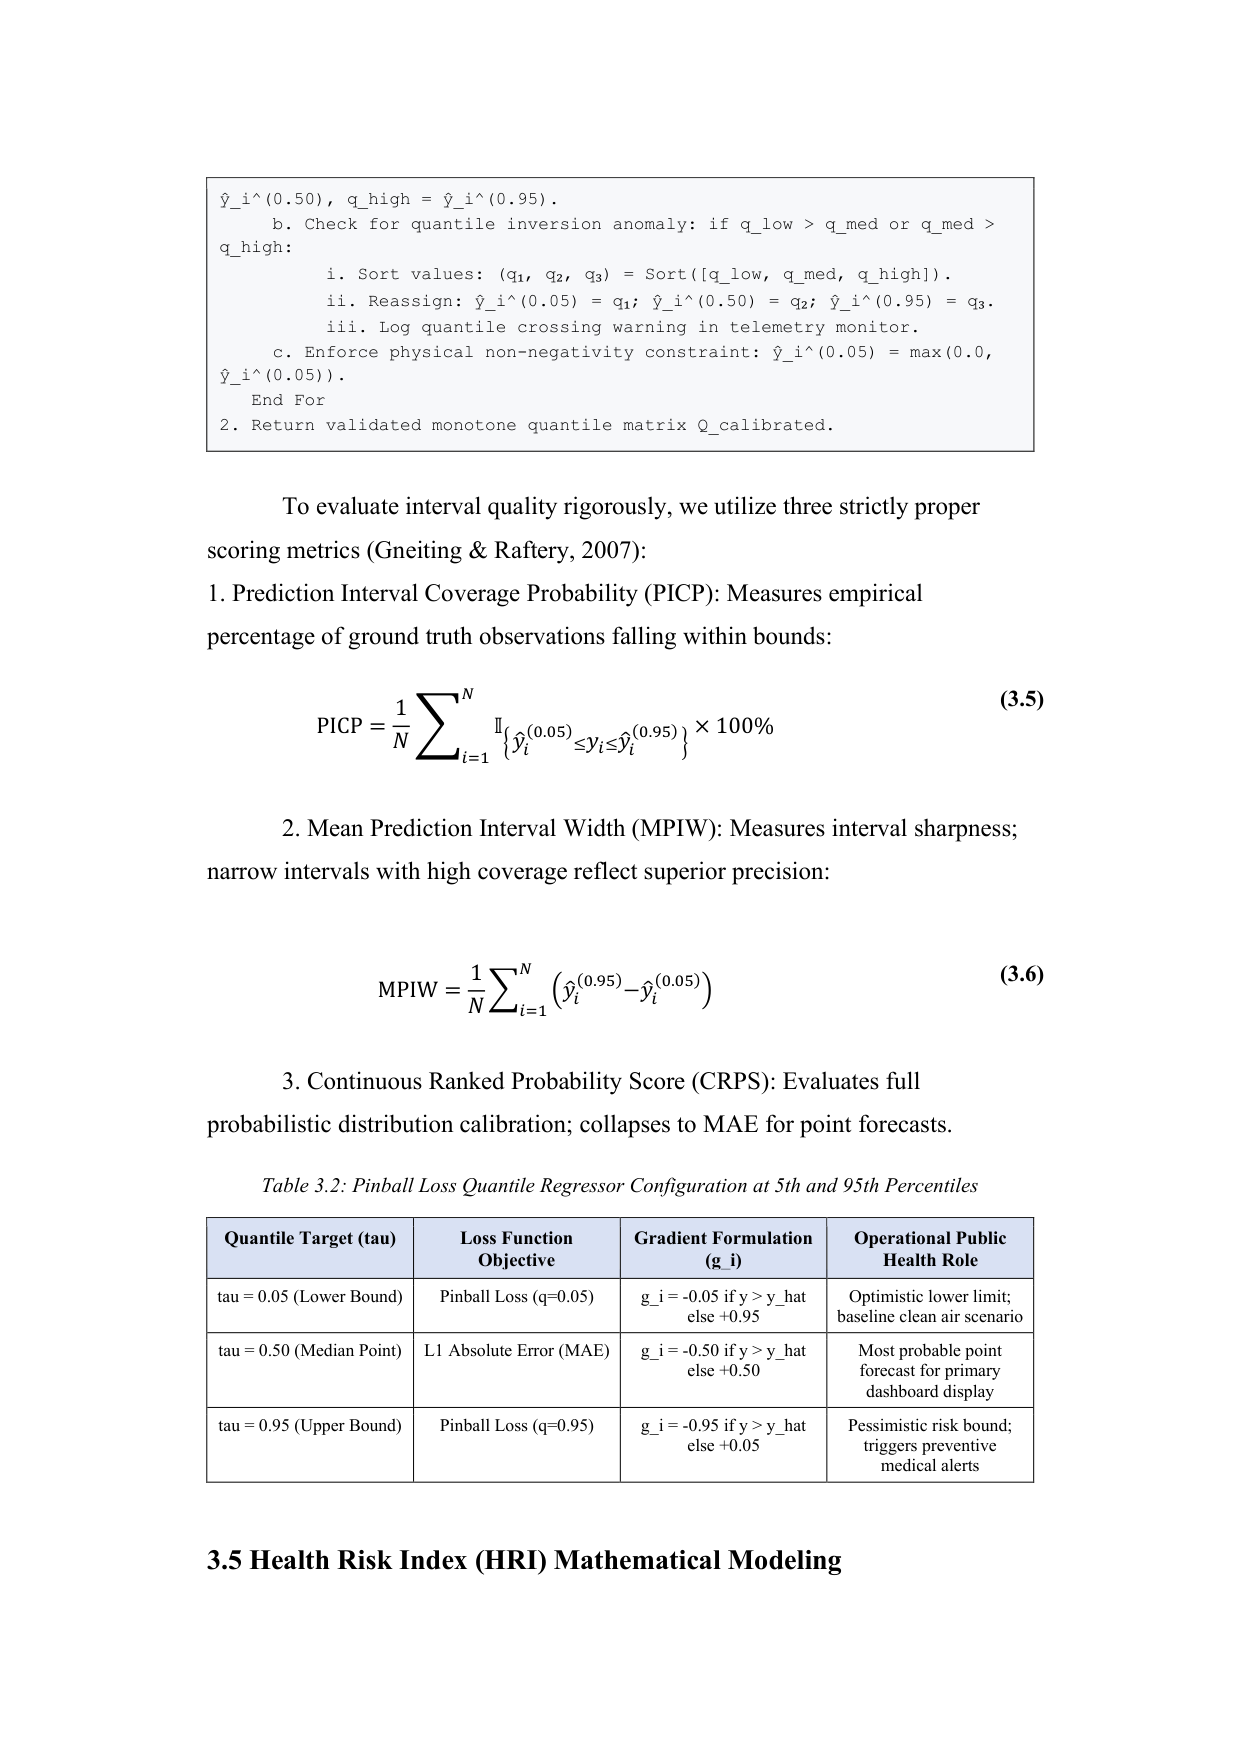 ŷ_i^(0.50), q_high = ŷ_i^(0.95).
b. Check for quantile inversion anomaly: if q_low > q_med or q_med >
q_high:
i. Sort values: (q₁, q₂, q₃) = Sort([q_low, q_med, q_high]).
ii. Reassign: ŷ_i^(0.05) = q₁; ŷ_i^(0.50) = q₂; ŷ_i^(0.95) = q₃.
iii. Log quantile crossing warning in telemetry monitor.
c. Enforce physical non-negativity constraint: ŷ_i^(0.05) = max(0.0,
ŷ_i^(0.05)).
End For
2. Return validated monotone quantile matrix Q_calibrated.
To evaluate interval quality rigorously, we utilize three strictly proper
scoring metrics (Gneiting & Raftery, 2007):
1. Prediction Interval Coverage Probability (PICP): Measures empirical
percentage of ground truth observations falling within bounds:
PICP = 1/N ∑_{i=1}^{N} 𝕀_{ŷ_i^(0.05) ≤ y_i ≤ ŷ_i^(0.95)} × 100% (3.5)
2. Mean Prediction Interval Width (MPIW): Measures interval sharpness;
narrow intervals with high coverage reflect superior precision:
MPIW = 1/N ∑_{i=1}^{N} (ŷ_i^(0.95) − ŷ_i^(0.05)) (3.6)
3. Continuous Ranked Probability Score (CRPS): Evaluates full
probabilistic distribution calibration; collapses to MAE for point forecasts.
Table 3.2: Pinball Loss Quantile Regressor Configuration at 5th and 95th Percentiles
Quantile Target (tau)
Loss Function
Objective
Gradient Formulation
(g_i)
Operational Public
Health Role
tau = 0.05 (Lower Bound)
Pinball Loss (q=0.05)
g_i = -0.05 if y > y_hat
else +0.95
Optimistic lower limit;
baseline clean air scenario
tau = 0.50 (Median Point)
L1 Absolute Error (MAE)
g_i = -0.50 if y > y_hat
else +0.50
Most probable point
forecast for primary
dashboard display
tau = 0.95 (Upper Bound)
Pinball Loss (q=0.95)
g_i = -0.95 if y > y_hat
else +0.05
Pessimistic risk bound;
triggers preventive
medical alerts
3.5 Health Risk Index (HRI) Mathematical Modeling